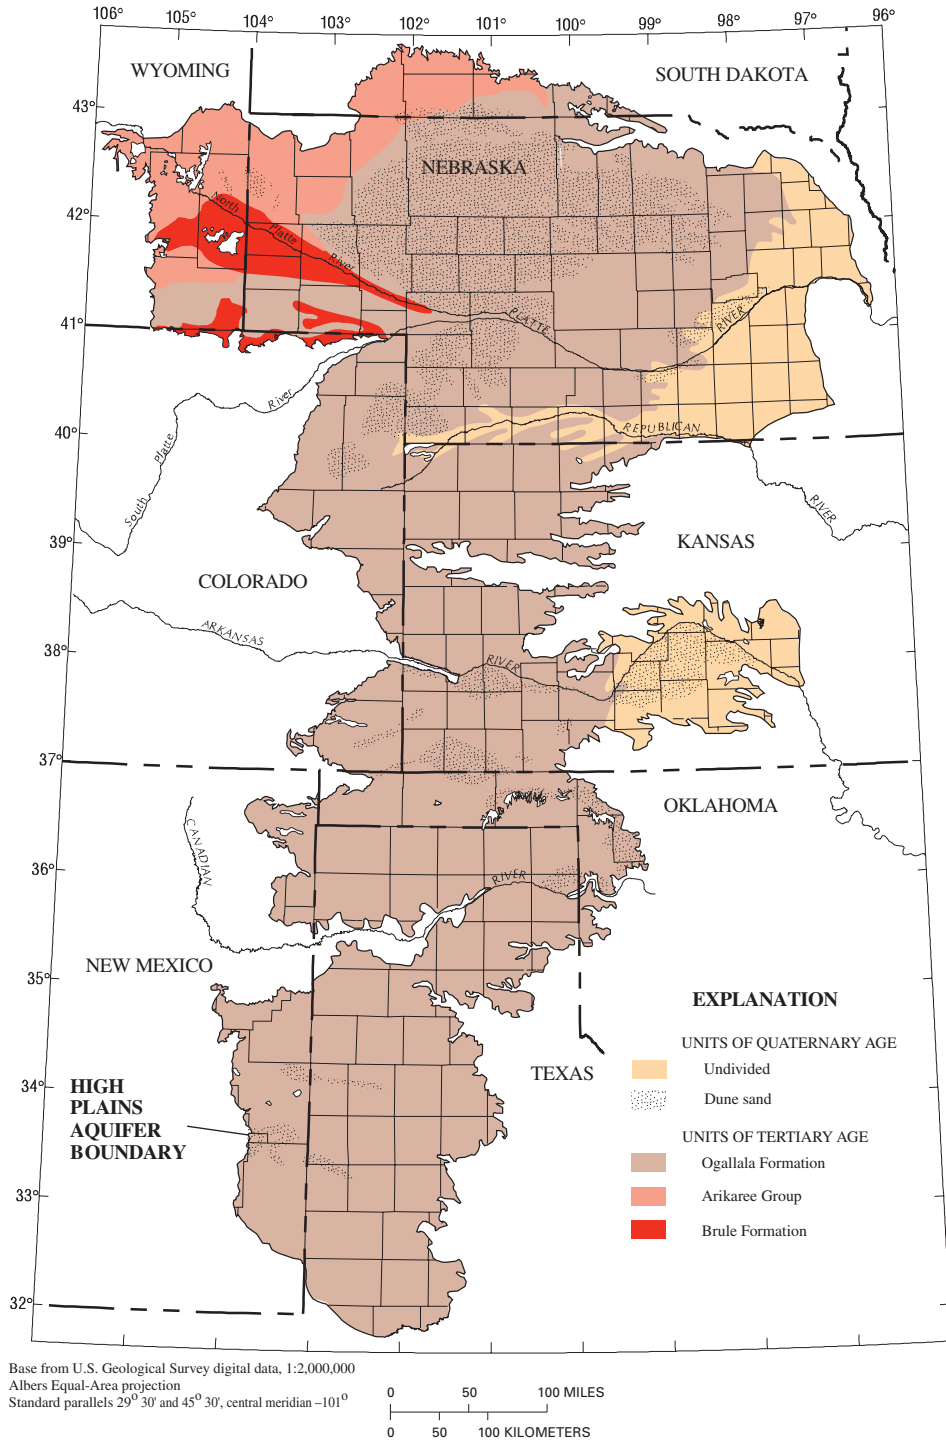 106° 105° 104° 103° 102° 101° 100° 99° 98° 97° 96°
WYOMING
SOUTH DAKOTA
43°
NEBRASKA
42°
North
Platte
River
41°
PLATTE
RIVER
River
40°
REPUBLICAN
Platte
South
RIVER
39°
KANSAS
COLORADO
ARKANSAS
38°
RIVER
37°
OKLAHOMA
CANADIAN
36°
RIVER
NEW MEXICO
35°
EXPLANATION
UNITS OF QUATERNARY AGE
Undivided
TEXAS
34°
Dune sand
HIGH
PLAINS
AQUIFER
BOUNDARY
UNITS OF TERTIARY AGE
Ogallala Formation
33°
Arikaree Group
Brule Formation
32°
Base from U.S. Geological Survey digital data, 1:2,000,000
Albers Equal-Area projection
Standard parallels 29° 30' and 45° 30', central meridian –101°
0 50 100 MILES
0 50 100 KILOMETERS